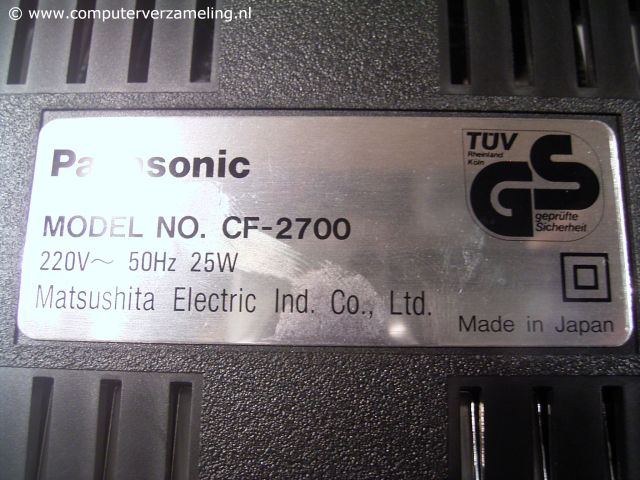 © www.computerverzameling.nl
Panasonic
TÜV
Rheinland
Köln
GS
geprüfte
Sicherheit
MODEL NO. CF-2700
220V~ 50Hz 25W
Matsushita Electric Ind. Co., Ltd.
Made in Japan